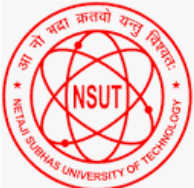 आ नो भद्राः क्रतवो यन्तु विश्वतः
NSUT
NETAJI SUBHAS UNIVERSITY OF TECHNOLOGY